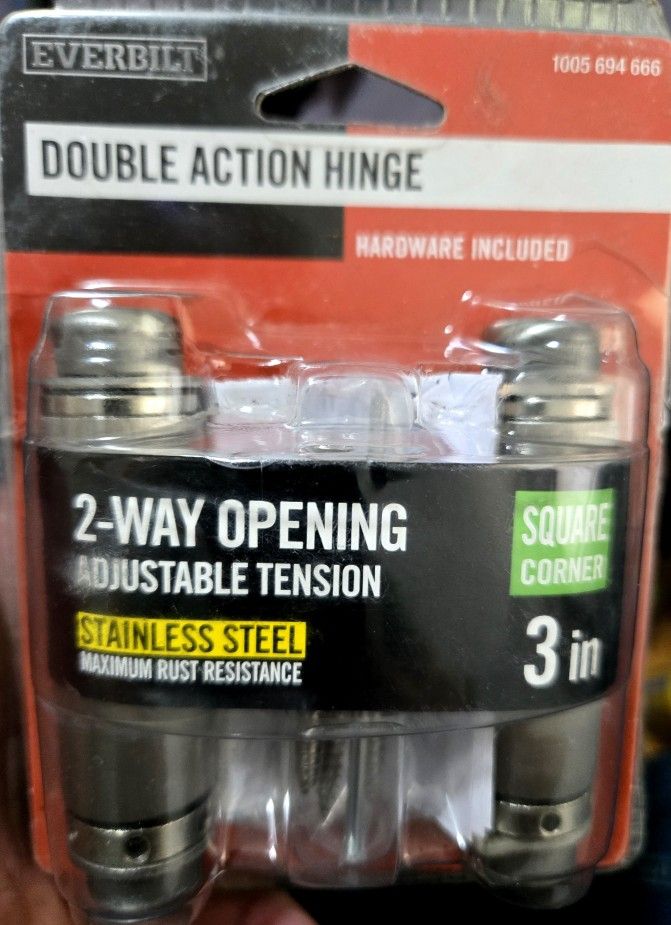 EVERBILT
1005 694 666
DOUBLE ACTION HINGE
HARDWARE INCLUDED
2-WAY OPENING
ADJUSTABLE TENSION
STAINLESS STEEL
MAXIMUM RUST RESISTANCE
SQUARE
CORNER
3 in